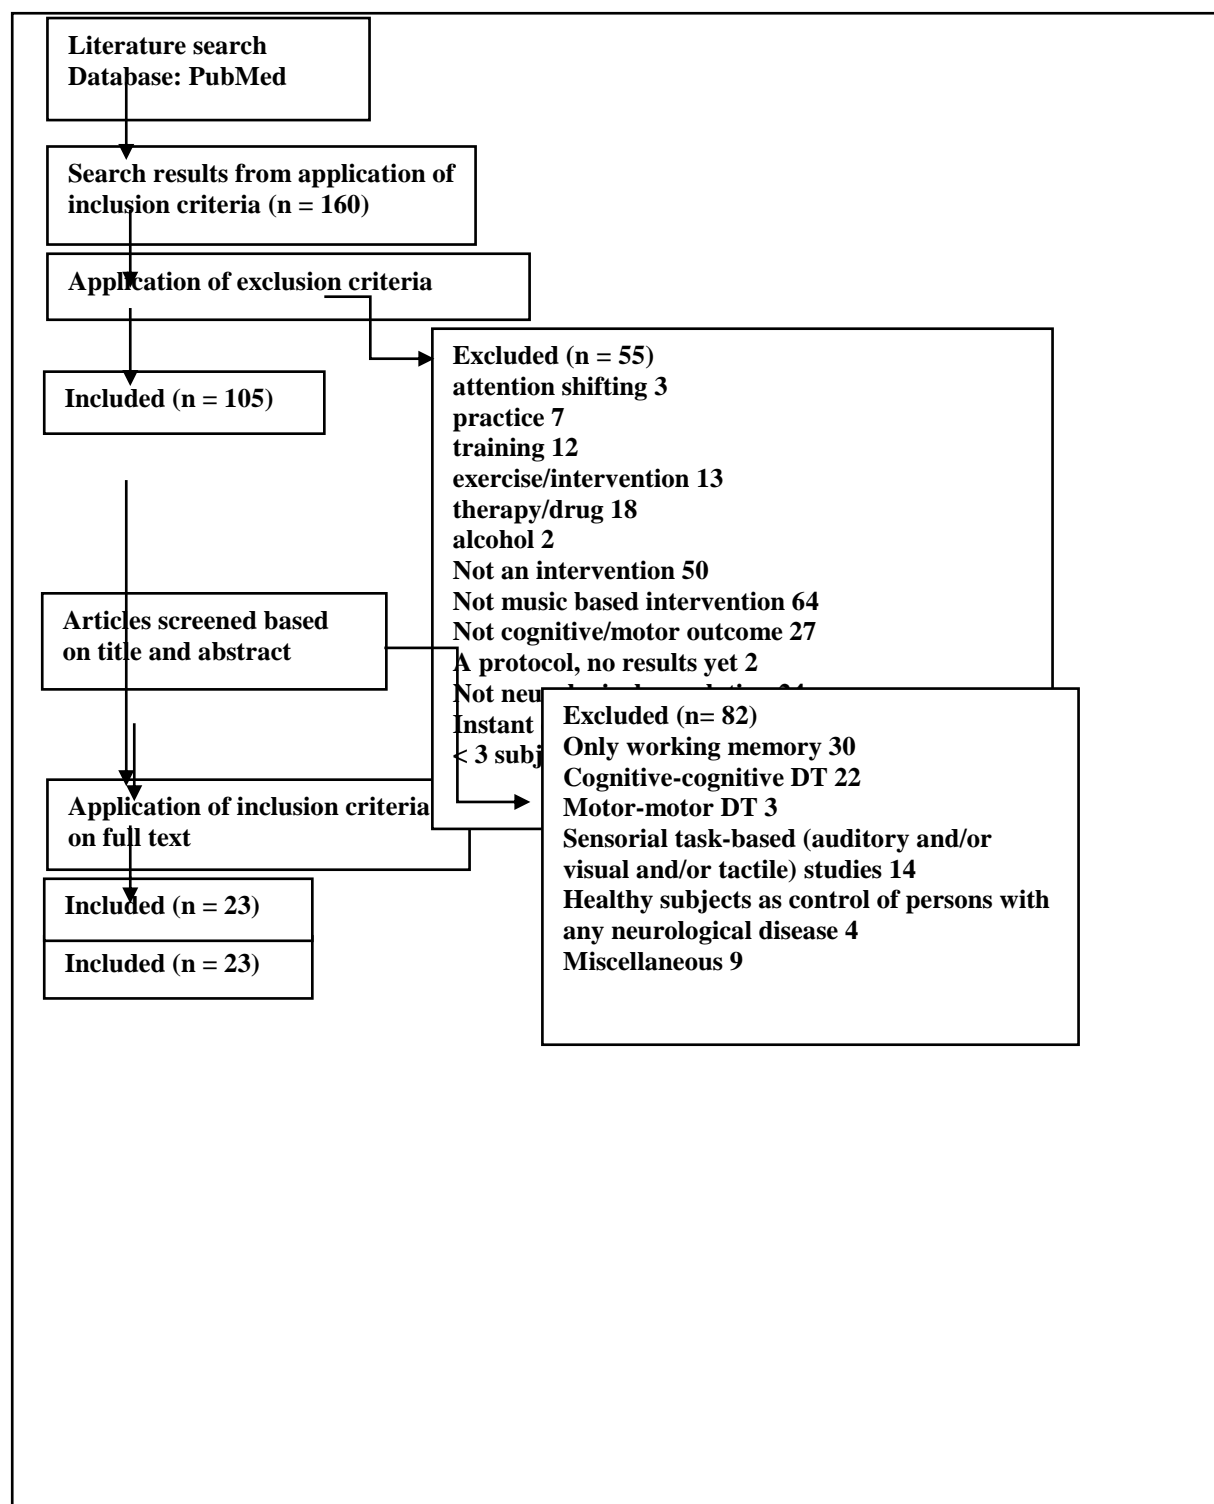 Literature search
Database: PubMed
Search results from application of
inclusion criteria (n = 160)
Application of exclusion criteria
Included (n = 105)
Excluded (n = 55)
attention shifting 3
practice 7
training 12
exercise/intervention 13
therapy/drug 18
alcohol 2
Not an intervention 50
Not music based intervention 64
Not cognitive/motor outcome 27
A protocol, no results yet 2
Not
Instant
< 3
Articles screened based
on title and abstract
Excluded (n= 82)
Only working memory 30
Cognitive-cognitive DT 22
Motor-motor DT 3
Sensorial task-based (auditory and/or
visual and/or tactile) studies 14
Healthy subjects as control of persons with
any neurological disease 4
Miscellaneous 9
Application of inclusion criteria
on full text
Included (n = 23)
Included (n = 23)